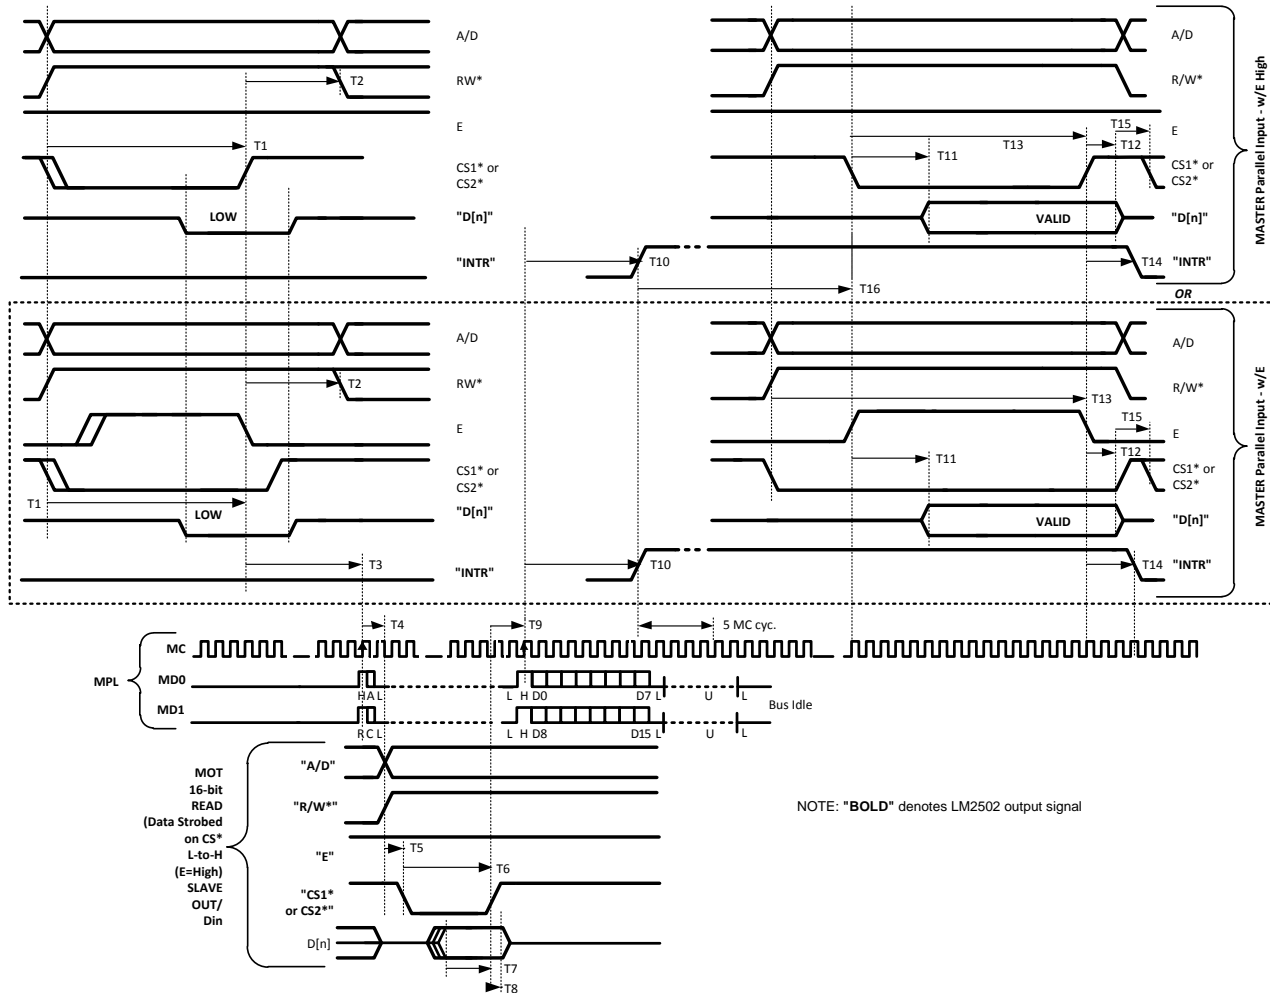 A/D
RW*
T2
E
T1
CS1* or
CS2*
LOW
"D[n]"
"INTR"
T10
T16
A/D
R/W*
T15
E
T13
T12
T11
CS1* or
CS2*
VALID
"D[n]"
T14
"INTR"
MASTER Parallel Input - w/E High
OR
A/D
RW*
T2
E
CS1* or
CS2*
T1
LOW
"D[n]"
T3
"INTR"
T10
A/D
R/W*
T13
T15
E
T12
T11
CS1* or
CS2*
VALID
"D[n]"
T14
"INTR"
MASTER Parallel Input - w/E
T4
T9
5 MC cyc.
MPL
MC
MD0
H A L
L H D0 D7 L U L
Bus Idle
MD1
R C L
L H D8 D15 L U L
MOT
16-bit
READ
(Data Strobed
on CS*
L-to-H
(E=High)
SLAVE
OUT/
Din
"A/D"
"R/W*"
T5
"E"
T6
"CS1*
or CS2*"
D[n]
T7
T8
NOTE: "BOLD" denotes LM2502 output signal